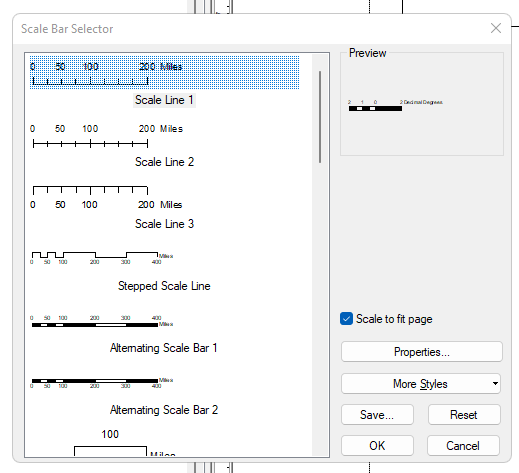 Scale Bar Selector
0 50 100 200 Miles
Scale Line 1
0 50 100 200 Miles
Scale Line 2
0 50 100 200 Miles
Scale Line 3
Miles
0 50 100 200 300 400
Stepped Scale Line
0 50 100 200 300 400
Miles
Alternating Scale Bar 1
0 50 100 200 300 400
Miles
Alternating Scale Bar 2
100
Miles
Preview
2 1 0 2 Decimal Degrees
Scale to fit page
Properties...
More Styles
Save... Reset
OK Cancel